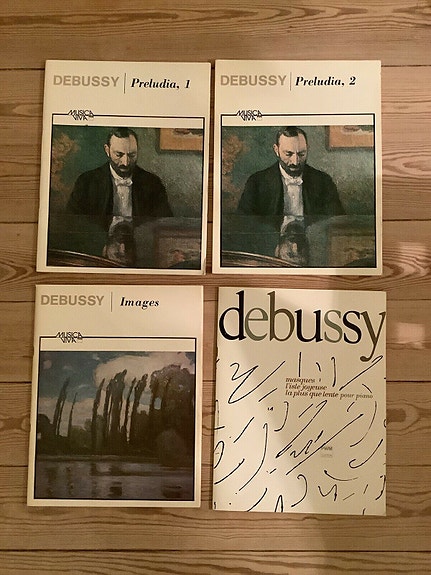 DEBUSSY Preludia, 1
MUSICA
VIVA
DEBUSSY Preludia, 2
MUSICA
VIVA
DEBUSSY Images
MUSICA
VIVA
debussy
masques
l'isle joyeuse
la plus que lente pour piano